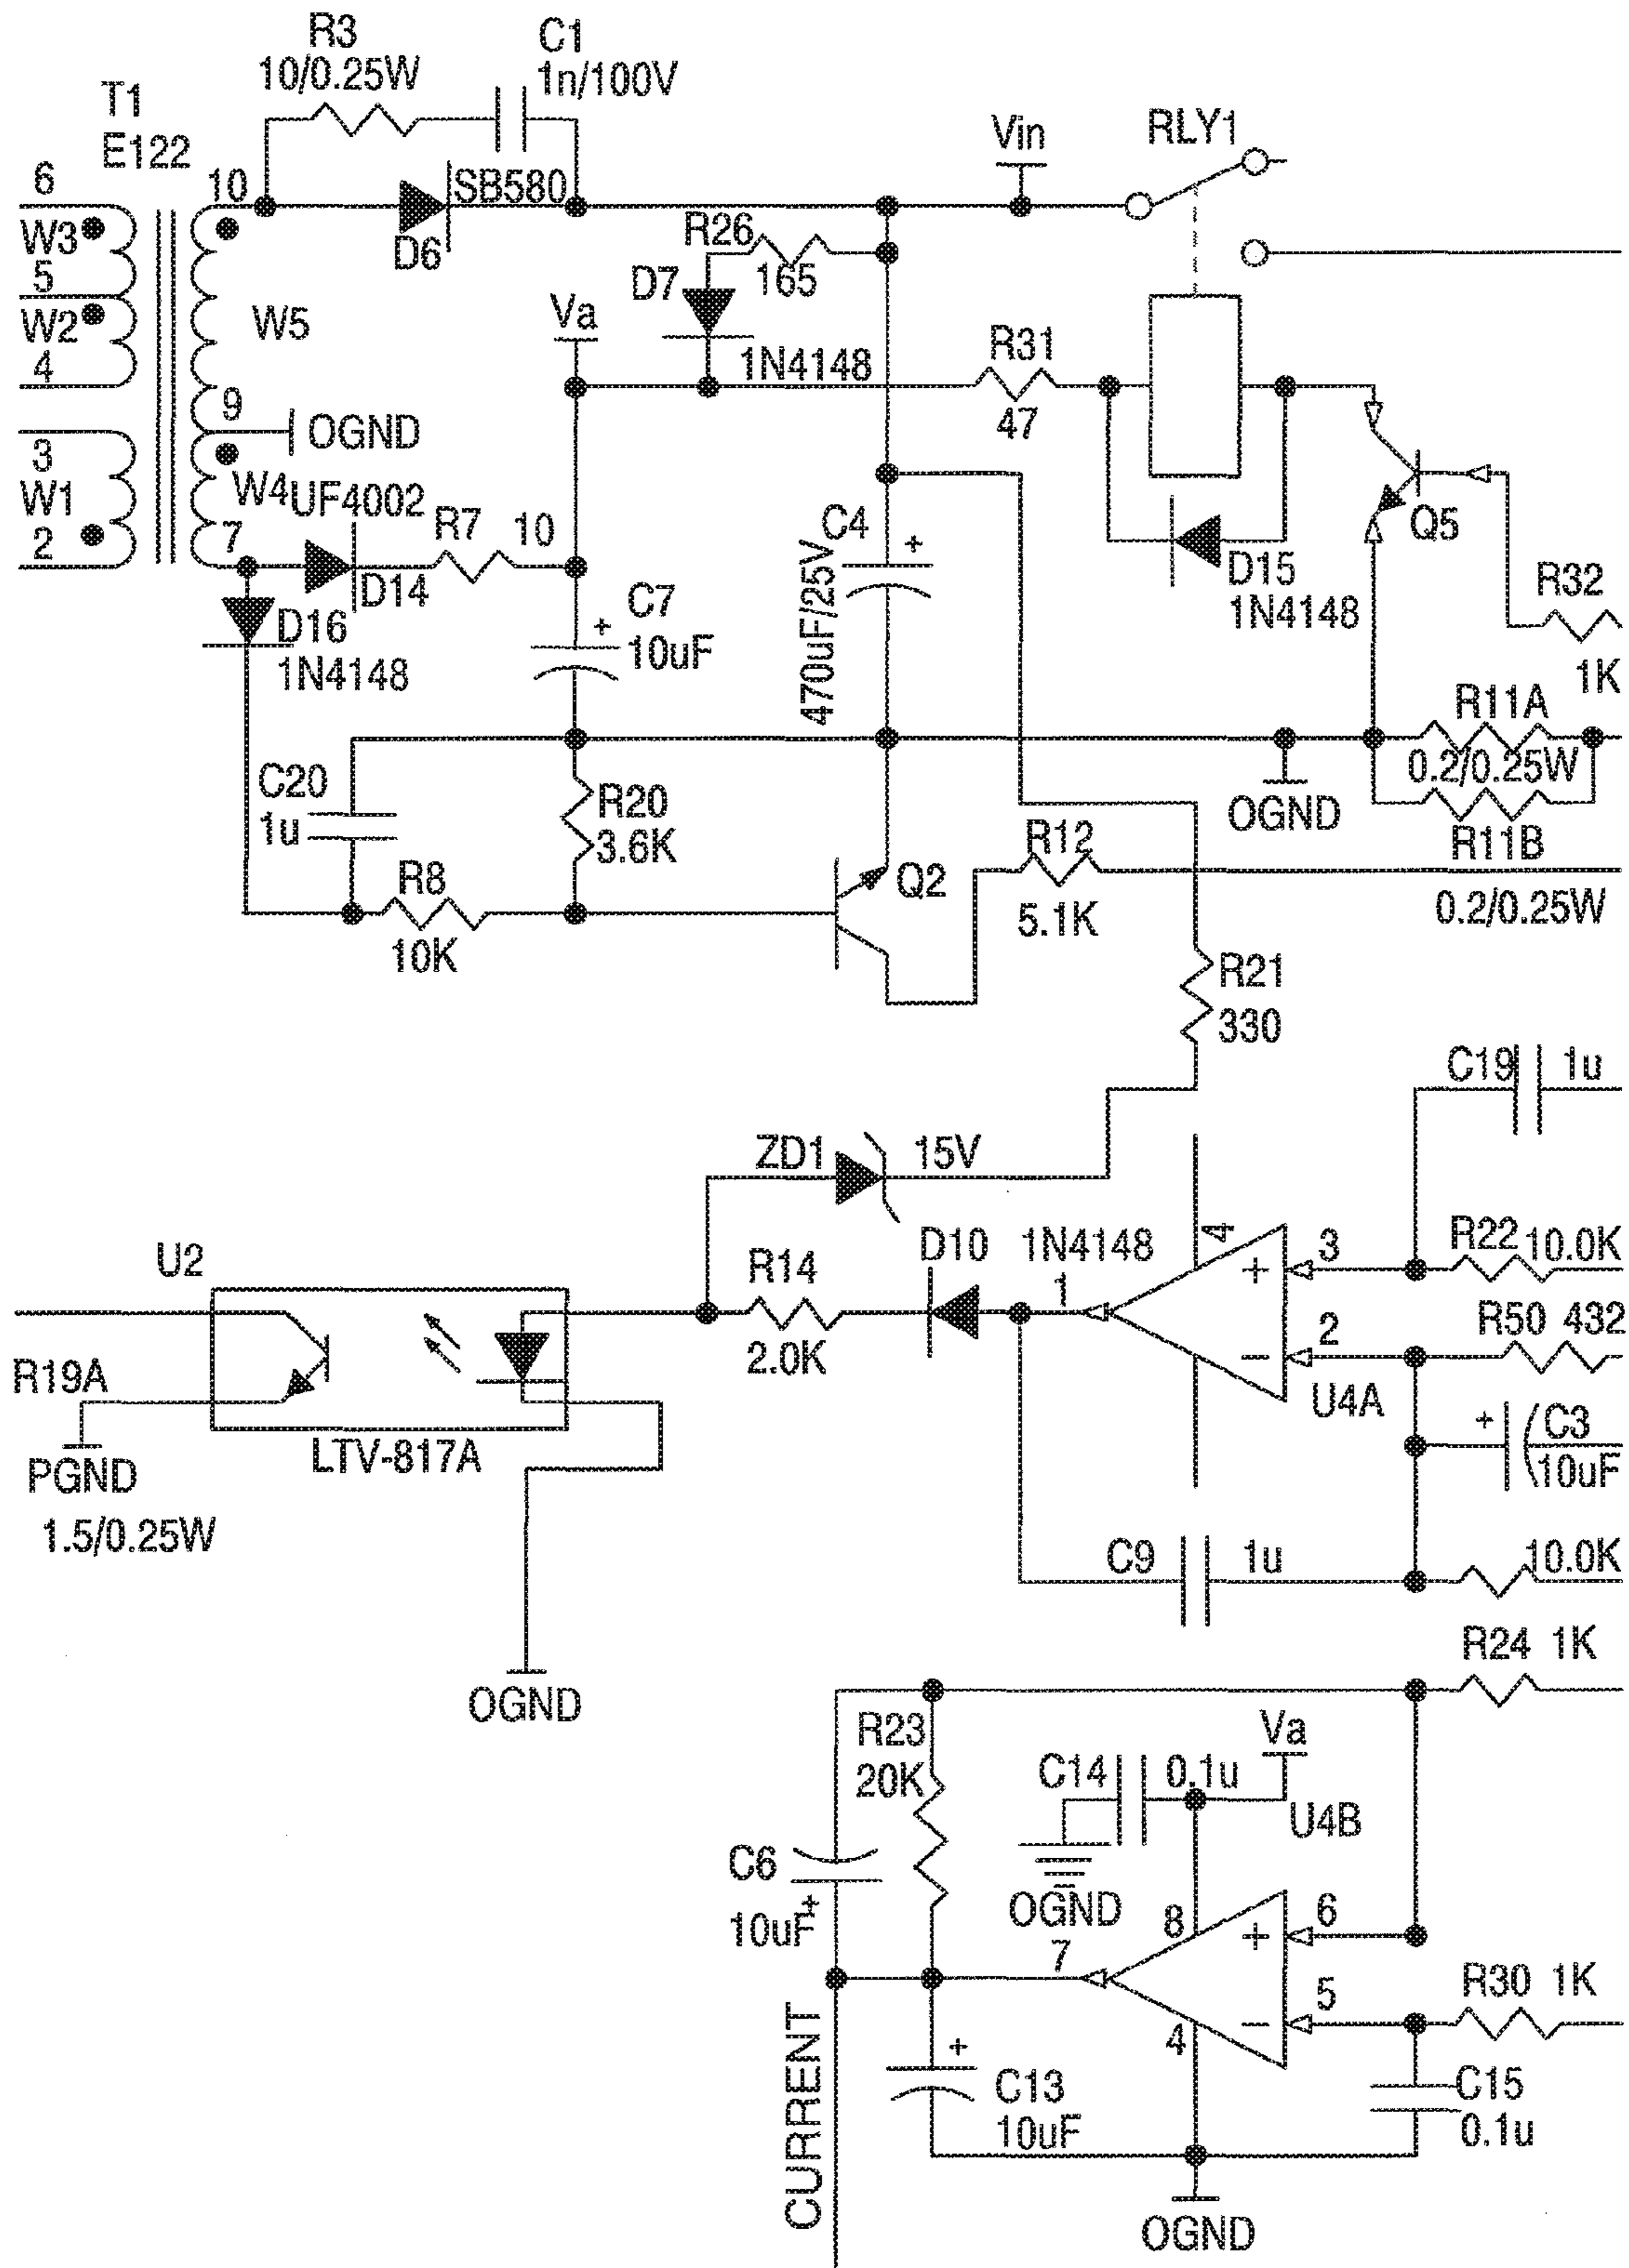 R3
10/0.25W
C1
1n/100V
T1
E122
6
W3
5
W2
4
3
W1
2
10
SB580
D6
W5
9
OGND
W4
7
UF4002
D14
R7
10
Va
R26
165
D7
1N4148
Vin
RLY1
R31
47
D15
1N4148
Q5
R32
1K
D16
1N4148
C7
+
10uF
C4
+
470uF/25V
C20
1u
R20
3.6K
R8
10K
Q2
R12
5.1K
OGND
R11A
0.2/0.25W
R11B
0.2/0.25W
R21
330
C19
1u
ZD1
15V
U2
R19A
PGND
1.5/0.25W
LTV-817A
OGND
R14
2.0K
D10
1N4148
1
4
+
3
−
2
U4A
R22
10.0K
R50
432
+
C3
10uF
C9
1u
10.0K
R24 1K
R23
20K
C14
0.1u
Va
U4B
OGND
C6
10uF
+
7
8
4
+
6
−
5
R30 1K
C13
+
10uF
C15
0.1u
CURRENT
OGND